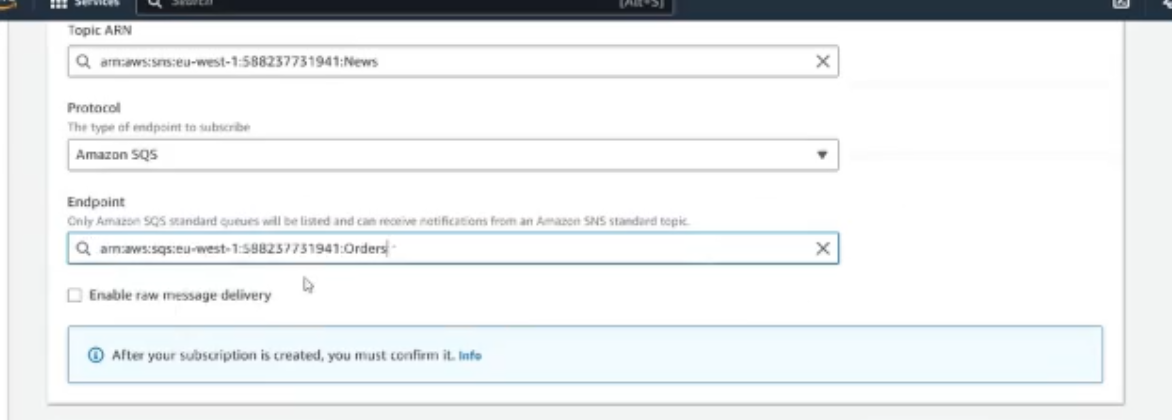 Services
Search
[Alt+S]
Topic ARN
arn:aws:sns:eu-west-1:588237731941:News
Protocol
The type of endpoint to subscribe
Amazon SQS
Endpoint
Only Amazon SQS standard queues will be listed and can receive notifications from an Amazon SNS standard topic.
arn:aws:sqs:eu-west-1:588237731941:Orders
Enable raw message delivery
After your subscription is created, you must confirm it. Info